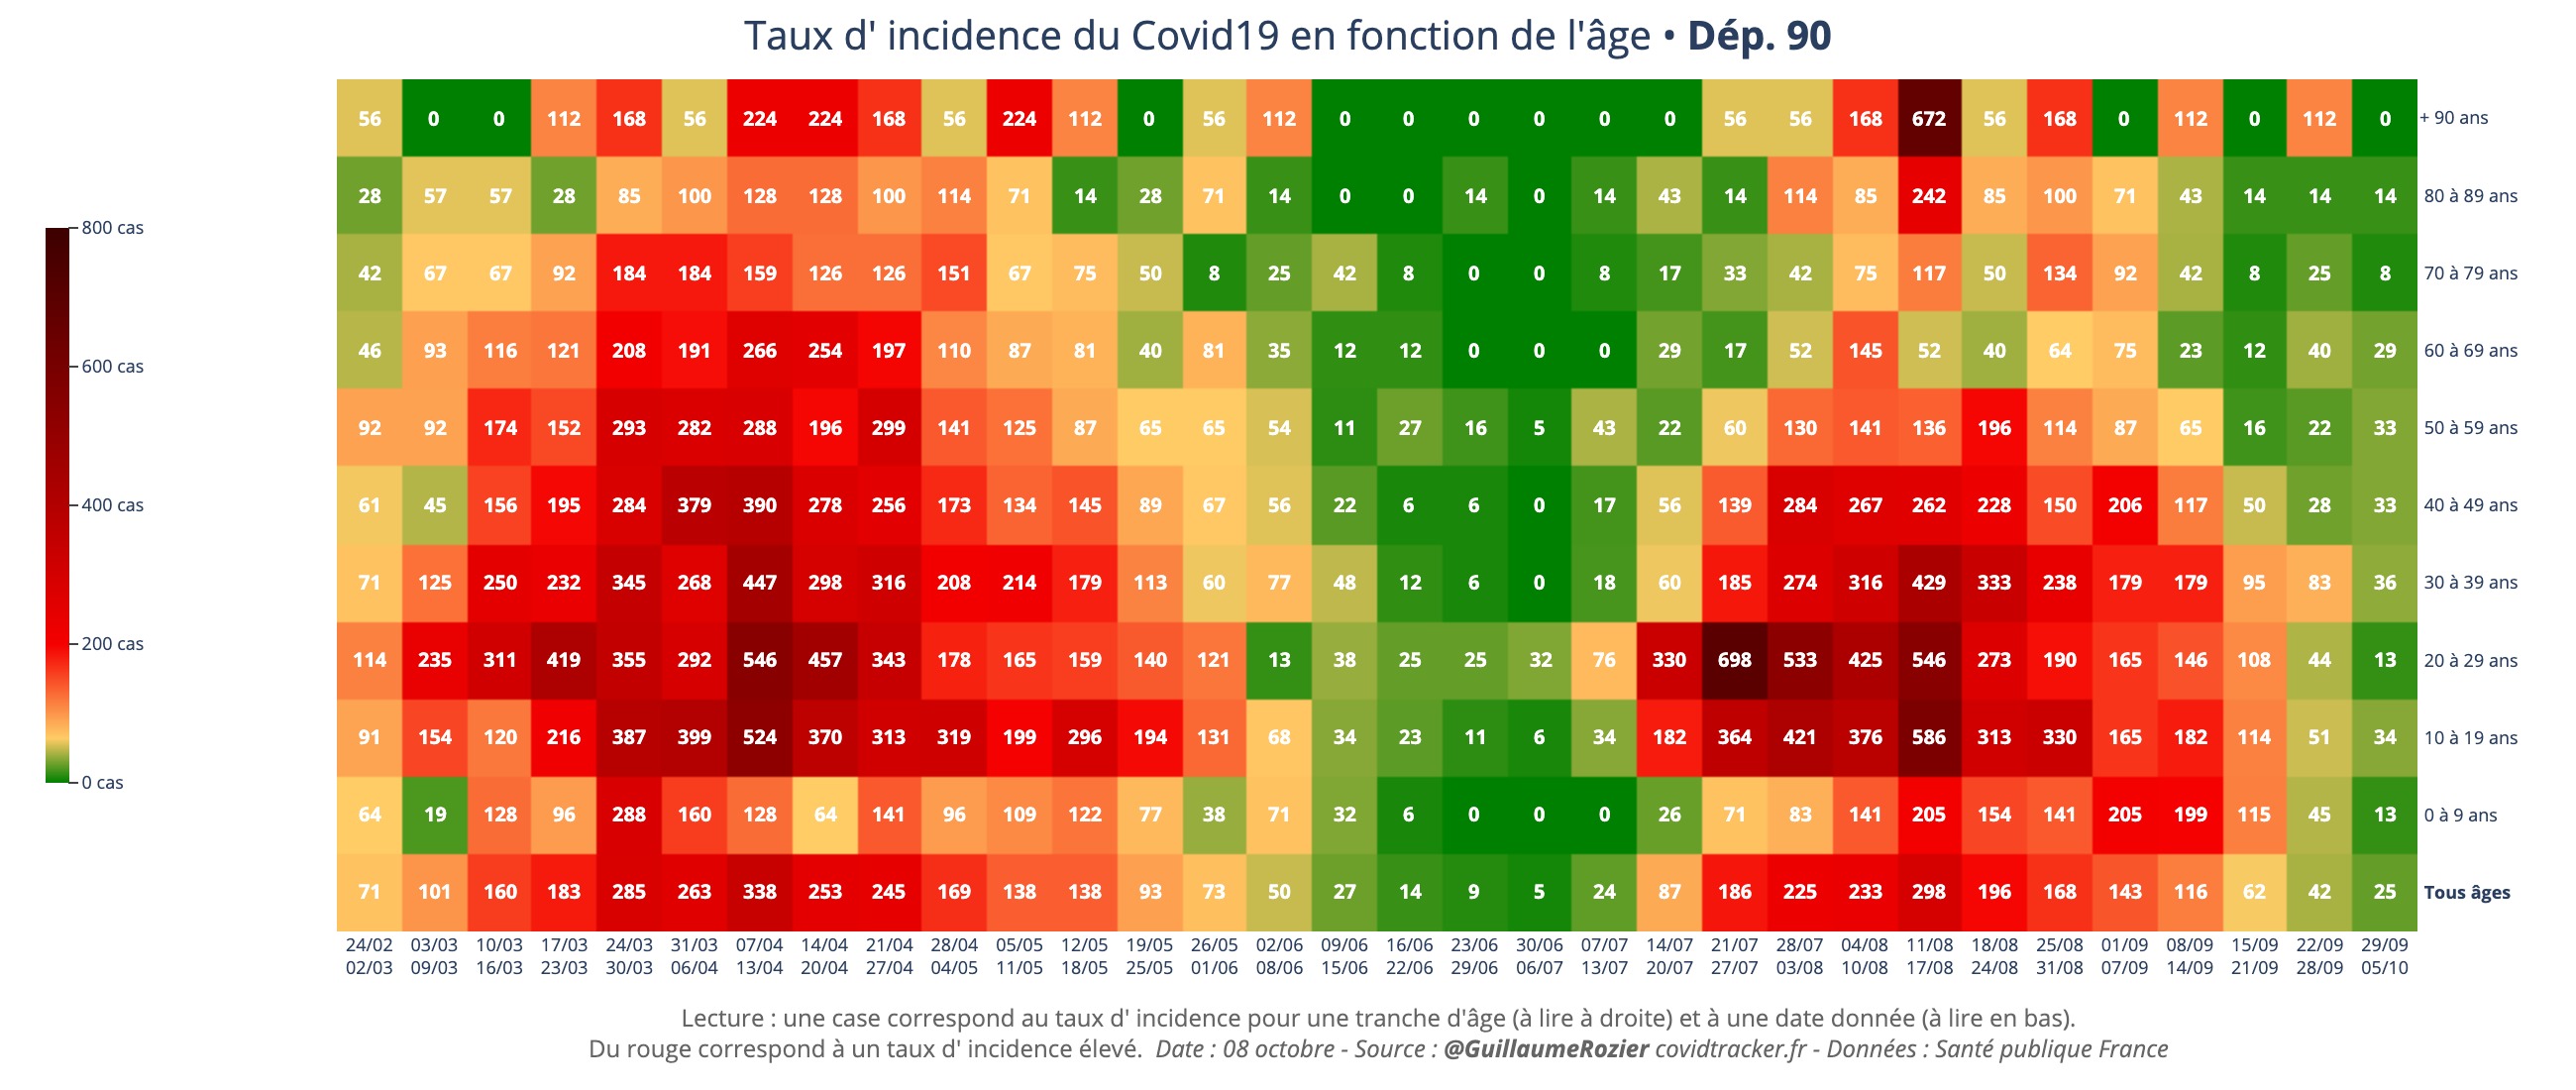 Taux d' incidence du Covid19 en fonction de l'âge • Dép. 90
800 cas
600 cas
400 cas
200 cas
0 cas
56 0 0 112 168 56 224 224 168 56 224 112 0 56 112 0 0 0 0 0 0 56 56 168 672 56 168 0 112 0 112 0 + 90 ans
28 57 57 28 85 100 128 128 100 114 71 14 28 71 14 0 0 14 0 14 43 14 114 85 242 85 100 71 43 14 14 14 80 à 89 ans
42 67 67 92 184 184 159 126 126 151 67 75 50 8 25 42 8 0 0 8 17 33 42 75 117 50 134 92 42 8 25 8 70 à 79 ans
46 93 116 121 208 191 266 254 197 110 87 81 40 81 35 12 12 0 0 0 29 17 52 145 52 40 64 75 23 12 40 29 60 à 69 ans
92 92 174 152 293 282 288 196 299 141 125 87 65 65 54 11 27 16 5 43 22 60 130 141 136 196 114 87 65 16 22 33 50 à 59 ans
61 45 156 195 284 379 390 278 256 173 134 145 89 67 56 22 6 6 0 17 56 139 284 267 262 228 150 206 117 50 28 33 40 à 49 ans
71 125 250 232 345 268 447 298 316 208 214 179 113 60 77 48 12 6 0 18 60 185 274 316 429 333 238 179 179 95 83 36 30 à 39 ans
114 235 311 419 355 292 546 457 343 178 165 159 140 121 13 38 25 25 32 76 330 698 533 425 546 273 190 165 146 108 44 13 20 à 29 ans
91 154 120 216 387 399 524 370 313 319 199 296 194 131 68 34 23 11 6 34 182 364 421 376 586 313 330 165 182 114 51 34 10 à 19 ans
64 19 128 96 288 160 128 64 141 96 109 122 77 38 71 32 6 0 0 0 26 71 83 141 205 154 141 205 199 115 45 13 0 à 9 ans
71 101 160 183 285 263 338 253 245 169 138 138 93 73 50 27 14 9 5 24 87 186 225 233 298 196 168 143 116 62 42 25 Tous âges
24/02 03/03 10/03 17/03 24/03 31/03 07/04 14/04 21/04 28/04 05/05 12/05 19/05 26/05 02/06 09/06 16/06 23/06 30/06 07/07 14/07 21/07 28/07 04/08 11/08 18/08 25/08 01/09 08/09 15/09 22/09 29/09
02/03 09/03 16/03 23/03 30/03 06/04 13/04 20/04 27/04 04/05 11/05 18/05 25/05 01/06 08/06 15/06 22/06 29/06 06/07 13/07 20/07 27/07 03/08 10/08 17/08 24/08 31/08 07/09 14/09 21/09 28/09 05/10
Lecture : une case correspond au taux d' incidence pour une tranche d'âge (à lire à droite) et à une date donnée (à lire en bas).
Du rouge correspond à un taux d' incidence élevé. Date : 08 octobre - Source : @GuillaumeRozier covidtracker.fr - Données : Santé publique France